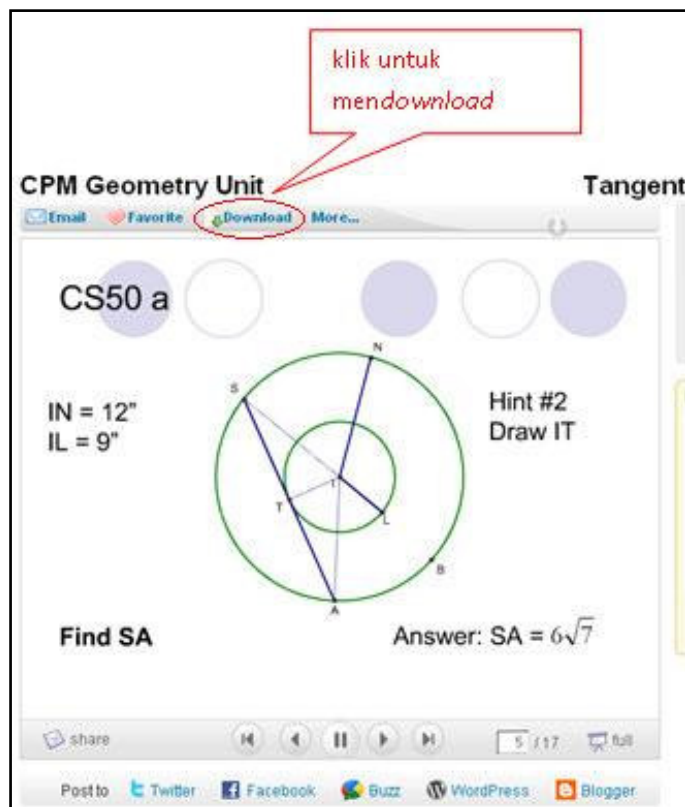 klik untuk
mendownload
CPM Geometry Unit
Tangent
Email Favorite Download More...
CS50 a
N
S
IN = 12"
IL = 9"
Hint #2
Draw IT
I
T
L
B
A
Find SA
Answer: SA = 6√7
share
5 / 17
full
Post to Twitter Facebook Buzz WordPress Blogger